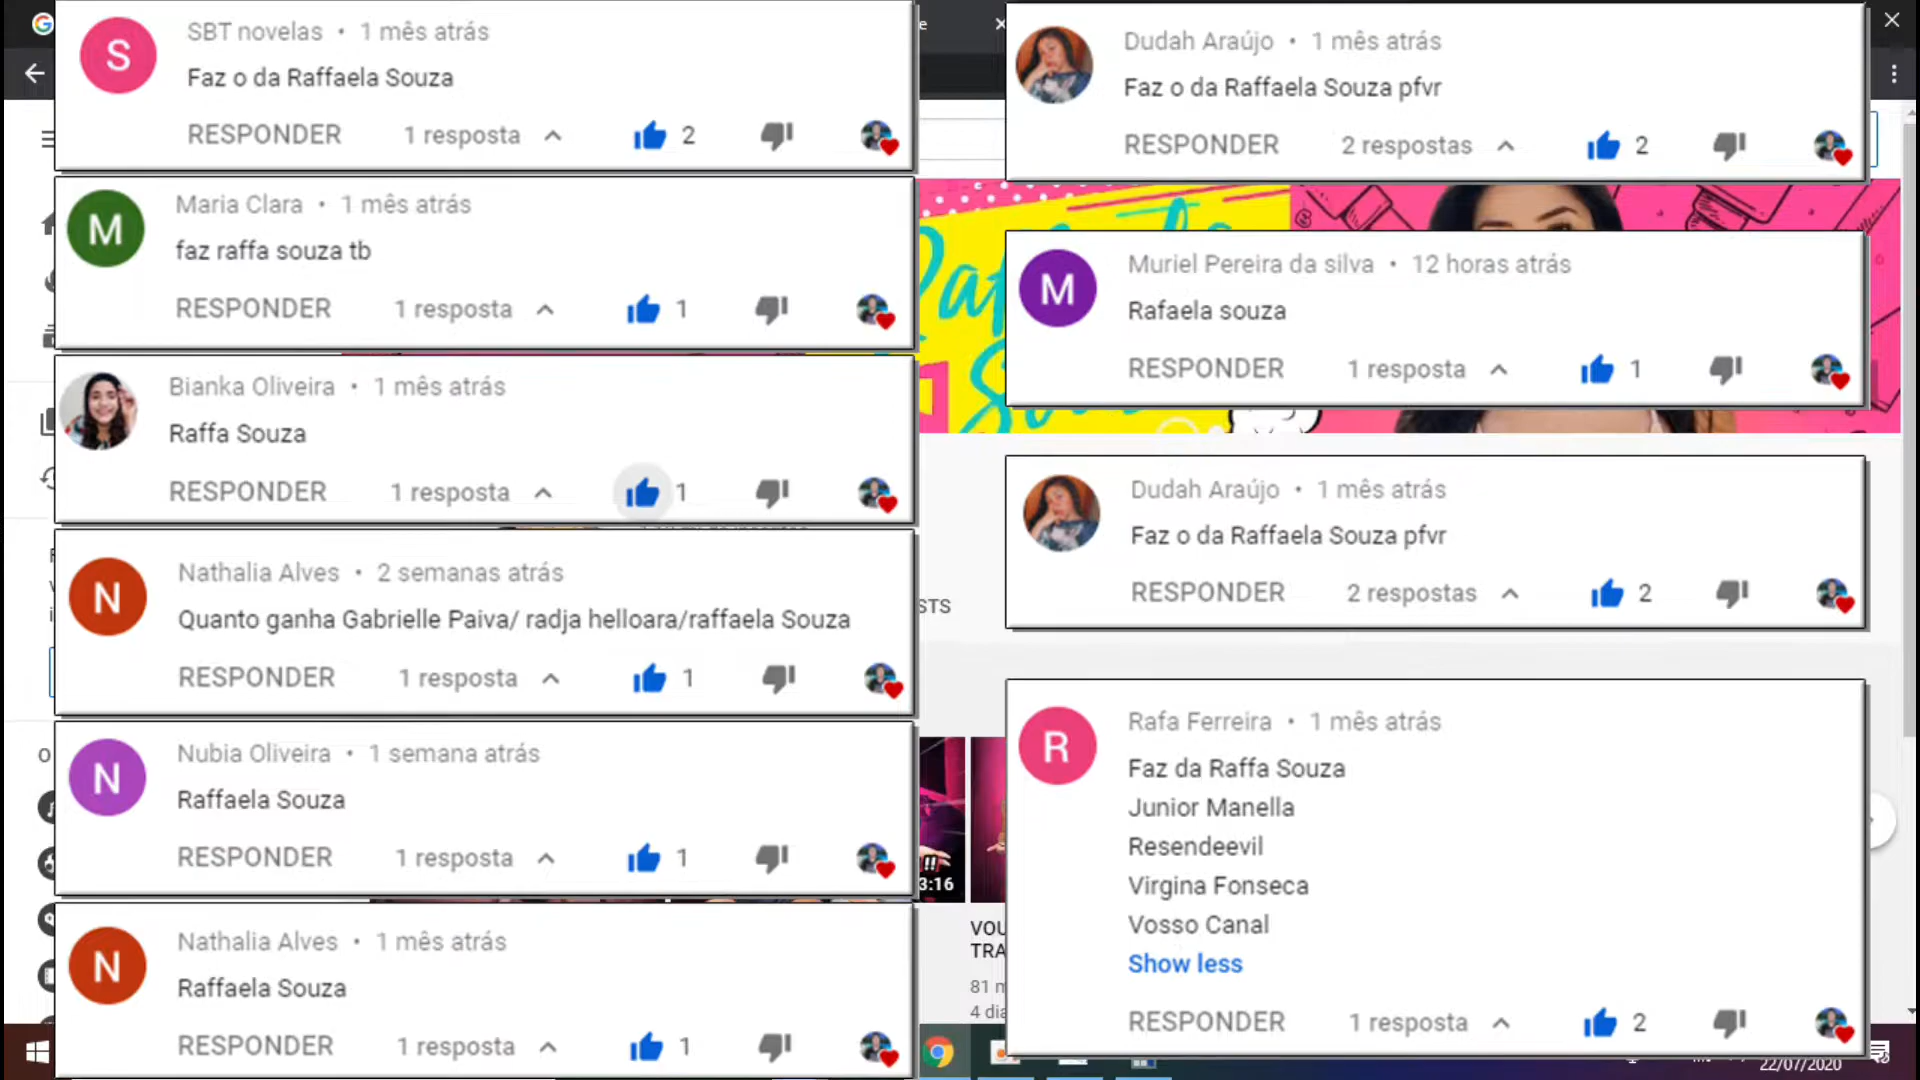 S
SBT novelas • 1 mês atrás
Faz o da Raffaela Souza
RESPONDER 1 resposta 2
M
Maria Clara • 1 mês atrás
faz raffa souza tb
RESPONDER 1 resposta 1
Bianka Oliveira • 1 mês atrás
Raffa Souza
RESPONDER 1 resposta 1
N
Nathalia Alves • 2 semanas atrás
Quanto ganha Gabrielle Paiva/ radja helloara/raffaela Souza
RESPONDER 1 resposta 1
N
Nubia Oliveira • 1 semana atrás
Raffaela Souza
RESPONDER 1 resposta 1
N
Nathalia Alves • 1 mês atrás
Raffaela Souza
RESPONDER 1 resposta 1
Dudah Araújo • 1 mês atrás
Faz o da Raffaela Souza pfvr
RESPONDER 2 respostas 2
M
Muriel Pereira da silva • 12 horas atrás
Rafaela souza
RESPONDER 1 resposta 1
Dudah Araújo • 1 mês atrás
Faz o da Raffaela Souza pfvr
RESPONDER 2 respostas 2
R
Rafa Ferreira • 1 mês atrás
Faz da Raffa Souza
Junior Manella
Resendeevil
Virgina Fonseca
Vosso Canal
Show less
RESPONDER 1 resposta 2
3:16
VOU
TRA
22/07/2020